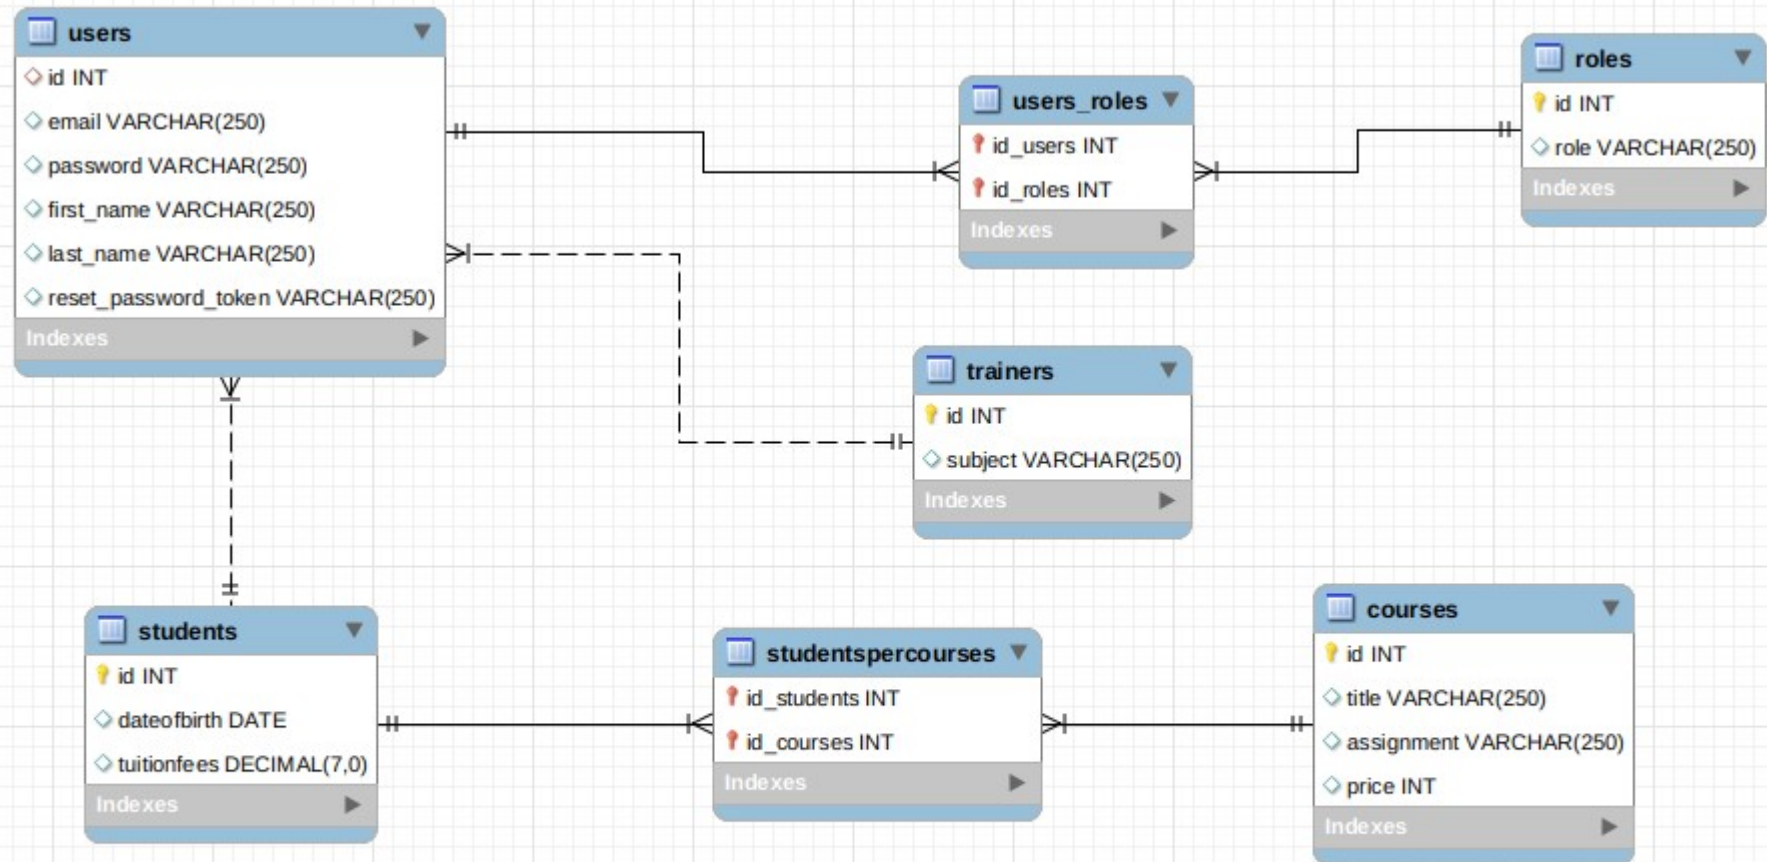 users
id INT
email VARCHAR(250)
password VARCHAR(250)
first_name VARCHAR(250)
last_name VARCHAR(250)
reset_password_token VARCHAR(250)
Indexes
users_roles
id_users INT
id_roles INT
Indexes
roles
id INT
role VARCHAR(250)
Indexes
trainers
id INT
subject VARCHAR(250)
Indexes
students
id INT
dateofbirth DATE
tuitionfees DECIMAL(7,0)
Indexes
studentspercourses
id_students INT
id_courses INT
Indexes
courses
id INT
title VARCHAR(250)
assignment VARCHAR(250)
price INT
Indexes